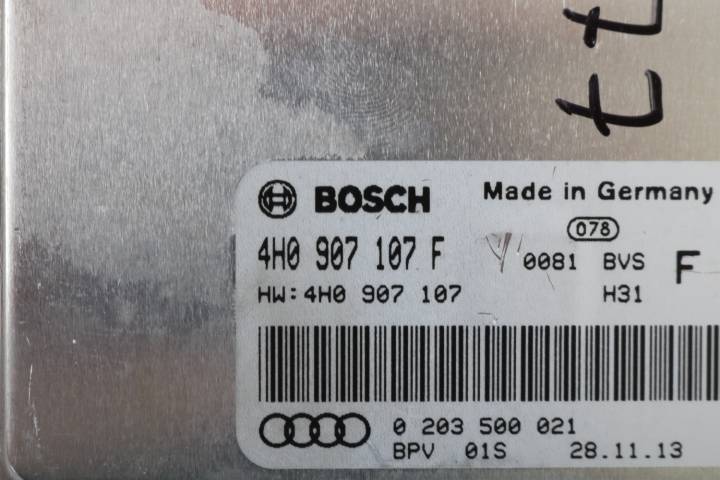 BOSCH Made in Germany
078
4H0 907 107 F 0081 BVS F
HW: 4H0 907 107 H31
0 203 500 021
BPV 01S 28.11.13